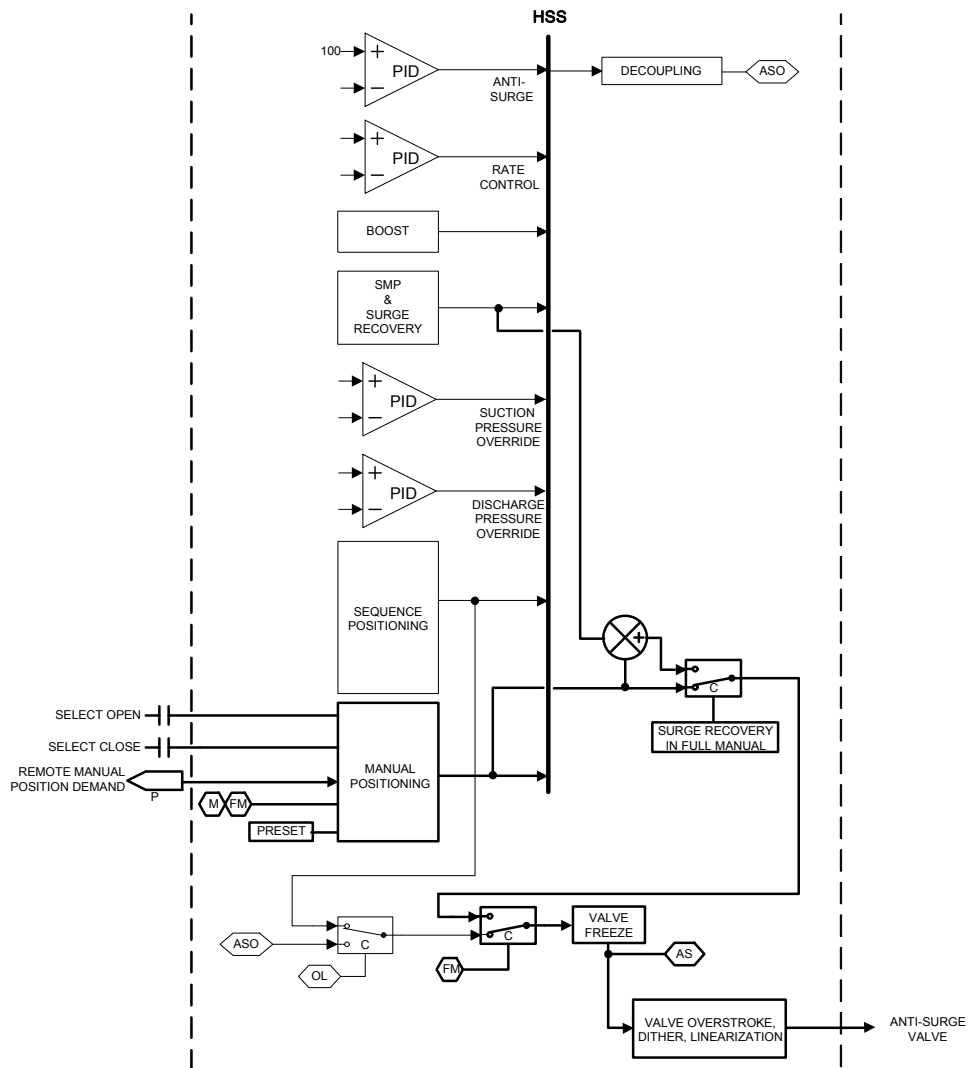 HSS
100
+
PID
−
ANTI-
SURGE
DECOUPLING
ASO
+
PID
−
RATE
CONTROL
BOOST
SMP
&
SURGE
RECOVERY
+
PID
−
SUCTION
PRESSURE
OVERRIDE
+
PID
−
DISCHARGE
PRESSURE
OVERRIDE
SEQUENCE
POSITIONING
+
C
SURGE RECOVERY
IN FULL MANUAL
SELECT OPEN
SELECT CLOSE
REMOTE MANUAL
POSITION DEMAND
P
MANUAL
POSITIONING
M
FM
PRESET
ASO
C
OL
C
FM
VALVE
FREEZE
AS
VALVE OVERSTROKE,
DITHER, LINEARIZATION
ANTI-SURGE
VALVE